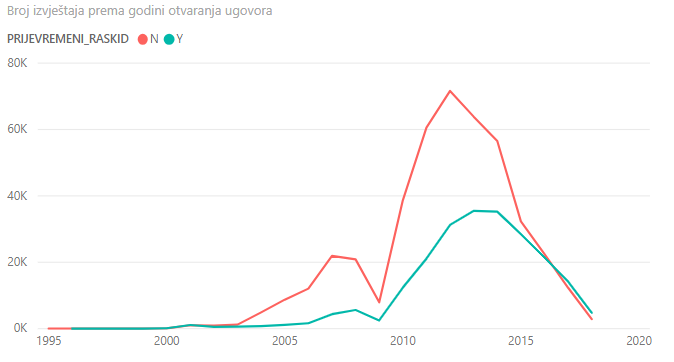 Broj izvještaja prema godini otvaranja ugovora
PRIJEVREMENI_RASKID N Y
80K
60K
40K
20K
0K
1995 2000 2005 2010 2015 2020